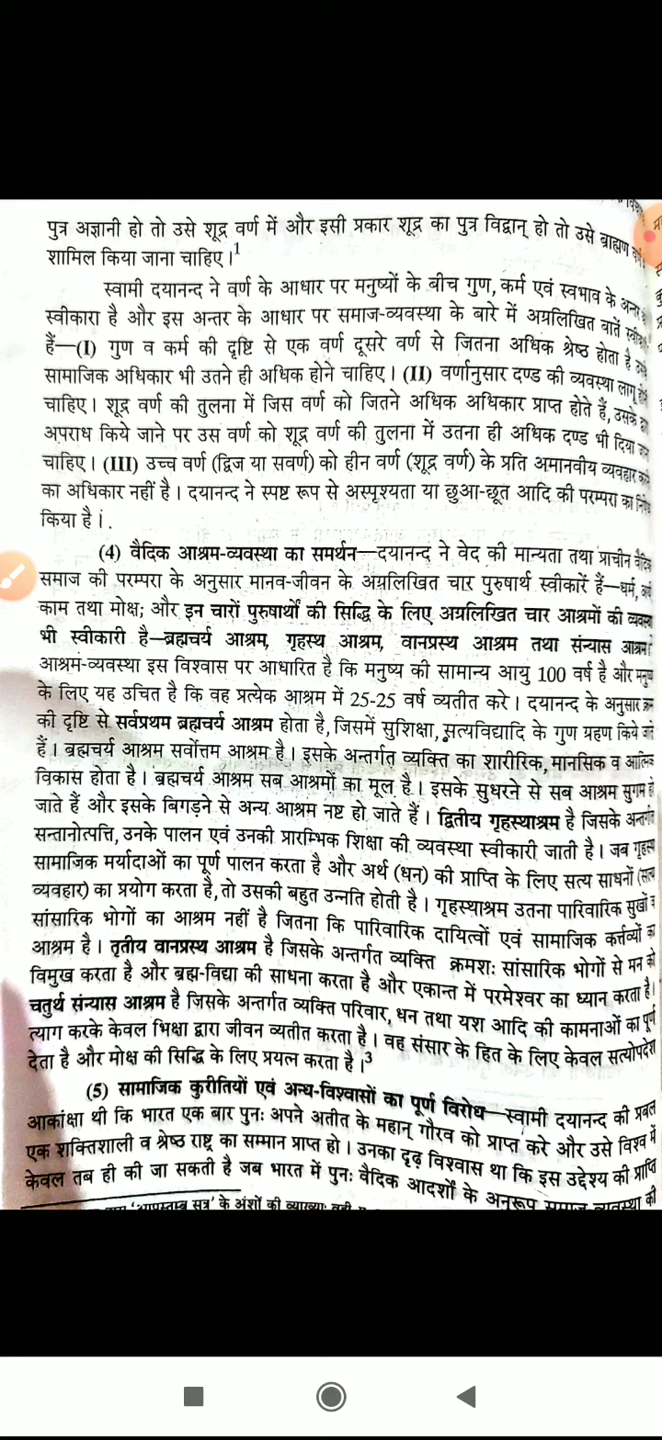 पुत्र अज्ञानी हो तो उसे शूद्र वर्ण में और इसी प्रकार शूद्र का पुत्र विद्वान् हो तो उसे ब्राह्मण
शामिल किया जाना चाहिए।1
स्वामी दयानन्द ने वर्ण के आधार पर मनुष्यों के बीच गुण, कर्म एवं स्वभाव के
स्वीकारा है और इस अन्तर के आधार पर समाज-व्यवस्था के बारे में अग्रलिखित बातें
हैं—(I) गुण व कर्म की दृष्टि से एक वर्ण दूसरे वर्ण से जितना अधिक श्रेष्ठ होता है
सामाजिक अधिकार भी उतने ही अधिक होने चाहिए। (II) वर्णानुसार दण्ड की व्यवस्था लागू
चाहिए। शूद्र वर्ण की तुलना में जिस वर्ण को जितने अधिक अधिकार प्राप्त होते हैं, उसके
अपराध किये जाने पर उस वर्ण को शूद्र वर्ण की तुलना में उतना ही अधिक दण्ड भी दिया
चाहिए। (III) उच्च वर्ण (द्विज या सवर्ण) को हीन वर्ण (शूद्र वर्ण) के प्रति अमानवीय व्यवहार
का अधिकार नहीं है। दयानन्द ने स्पष्ट रूप से अस्पृश्यता या छुआ-छूत आदि की परम्परा का
किया है।
(4) वैदिक आश्रम-व्यवस्था का समर्थन—दयानन्द ने वेद की मान्यता तथा प्राचीन
समाज की परम्परा के अनुसार मानव-जीवन के अग्रलिखित चार पुरुषार्थ स्वीकारें हैं—धर्म,
काम तथा मोक्ष; और इन चारों पुरुषार्थों की सिद्धि के लिए अग्रलिखित चार आश्रमों की
भी स्वीकारी है—ब्रह्मचर्य आश्रम, गृहस्थ आश्रम, वानप्रस्थ आश्रम तथा संन्यास आश्रम
आश्रम-व्यवस्था इस विश्वास पर आधारित है कि मनुष्य की सामान्य आयु 100 वर्ष है और
के लिए यह उचित है कि वह प्रत्येक आश्रम में 25-25 वर्ष व्यतीत करे। दयानन्द के अनुसार
की दृष्टि से सर्वप्रथम ब्रह्मचर्य आश्रम होता है, जिसमें सुशिक्षा, सत्यविद्यादि के गुण ग्रहण किये
हैं। ब्रह्मचर्य आश्रम सर्वोत्तम आश्रम है। इसके अन्तर्गत व्यक्ति का शारीरिक, मानसिक व
विकास होता है। ब्रह्मचर्य आश्रम सब आश्रमों का मूल है। इसके सुधरने से सब आश्रम सुगम
जाते हैं और इसके बिगड़ने से अन्य आश्रम नष्ट हो जाते हैं। द्वितीय गृहस्थाश्रम है जिसके अन्तर्गत
सन्तानोत्पत्ति, उनके पालन एवं उनकी प्रारम्भिक शिक्षा की व्यवस्था स्वीकारी जाती है। जब
सामाजिक मर्यादाओं का पूर्ण पालन करता है और अर्थ (धन) की प्राप्ति के लिए सत्य साधनों (सत्य
व्यवहार) का प्रयोग करता है, तो उसकी बहुत उन्नति होती है। गृहस्थाश्रम उतना पारिवारिक सुखों व
सांसारिक भोगों का आश्रम नहीं है जितना कि पारिवारिक दायित्वों एवं सामाजिक कर्तव्यों का
आश्रम है। तृतीय वानप्रस्थ आश्रम है जिसके अन्तर्गत व्यक्ति क्रमशः सांसारिक भोगों से मन को
विमुख करता है और ब्रह्म-विद्या की साधना करता है और एकान्त में परमेश्वर का ध्यान करता है।
चतुर्थ संन्यास आश्रम है जिसके अन्तर्गत व्यक्ति परिवार, धन तथा यश आदि की कामनाओं का पूर्ण
त्याग करके केवल भिक्षा द्वारा जीवन व्यतीत करता है। वह संसार के हित के लिए केवल सत्योपदेश
देता है और मोक्ष की सिद्धि के लिए प्रयत्न करता है।3
(5) सामाजिक कुरीतियों एवं अन्ध-विश्वासों का पूर्ण विरोध—स्वामी दयानन्द की प्रबल
आकांक्षा थी कि भारत एक बार पुनः अपने अतीत के महान् गौरव को प्राप्त करे और उसे विश्व में
एक शक्तिशाली व श्रेष्ठ राष्ट्र का सम्मान प्राप्त हो। उनका दृढ़ विश्वास था कि इस उद्देश्य की प्राप्ति
केवल तब ही की जा सकती है जब भारत में पुनः वैदिक आदर्शों के अनुरूप समाज व्यवस्था की
के अंशों की व्याख्या